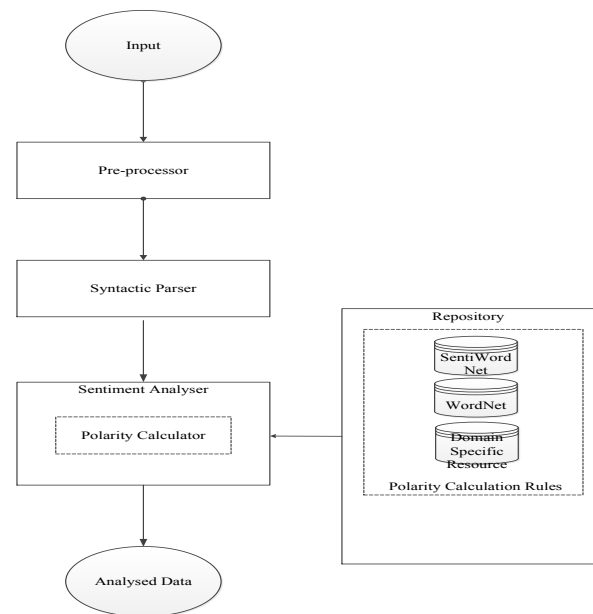 Input
Pre-processor
Syntactic Parser
Sentiment Analyser
Polarity Calculator
Analysed Data
Repository
SentiWord
Net
WordNet
Domain
Specific
Resource
Polarity Calculation Rules